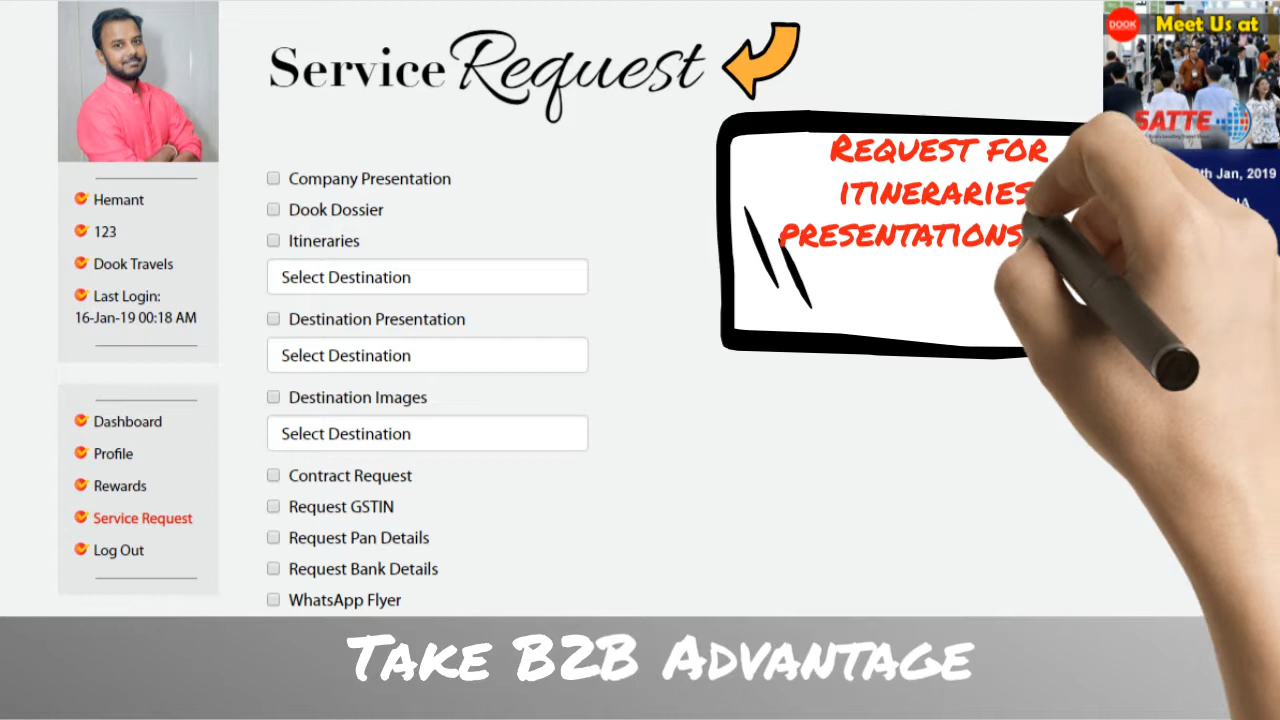 Service Request
Hemant
123
Dook Travels
Last Login:
16-Jan-19 00:18 AM
Dashboard
Profile
Rewards
Service Request
Log Out
Company Presentation
Dook Dossier
Itineraries
Select Destination
Destination Presentation
Select Destination
Destination Images
Select Destination
Contract Request
Request GSTIN
Request Pan Details
Request Bank Details
WhatsApp Flyer
Request for
itineraries
presentations
DOOK
Meet Us at
SATTE
Jan, 2019
Take B2B Advantage